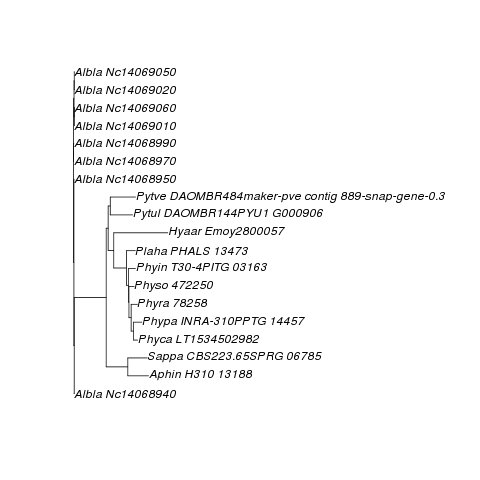 Albla Nc14069050
Albla Nc14069020
Albla Nc14069060
Albla Nc14069010
Albla Nc14068990
Albla Nc14068970
Albla Nc14068950
Pytve DAOMBR484maker-pve contig 889-snap-gene-0.3
Pytul DAOMBR144PYU1 G000906
Hyaar Emoy2800057
Plaha PHALS 13473
Phyin T30-4PITG 03163
Physo 472250
Phyra 78258
Phypa INRA-310PPTG 14457
Phyca LT1534502982
Sappa CBS223.65SPRG 06785
Aphin H310 13188
Albla Nc14068940